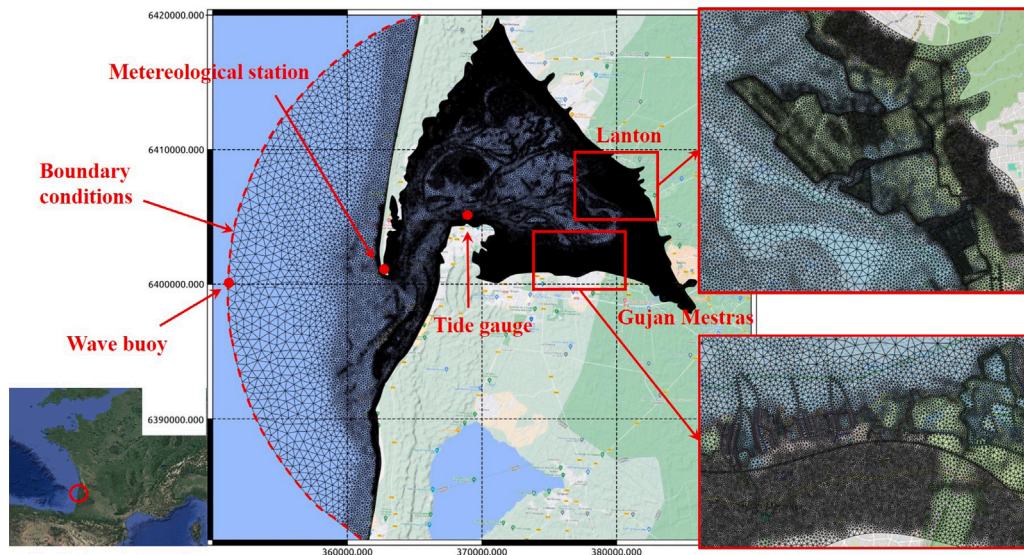 6420000.000
Metereological station
6410000.000
Lanton
Boundary
conditions
6400000.000
Wave buoy
Tide gauge
Gujan Mestras
6390000.000
360000.000
370000.000
380000.000